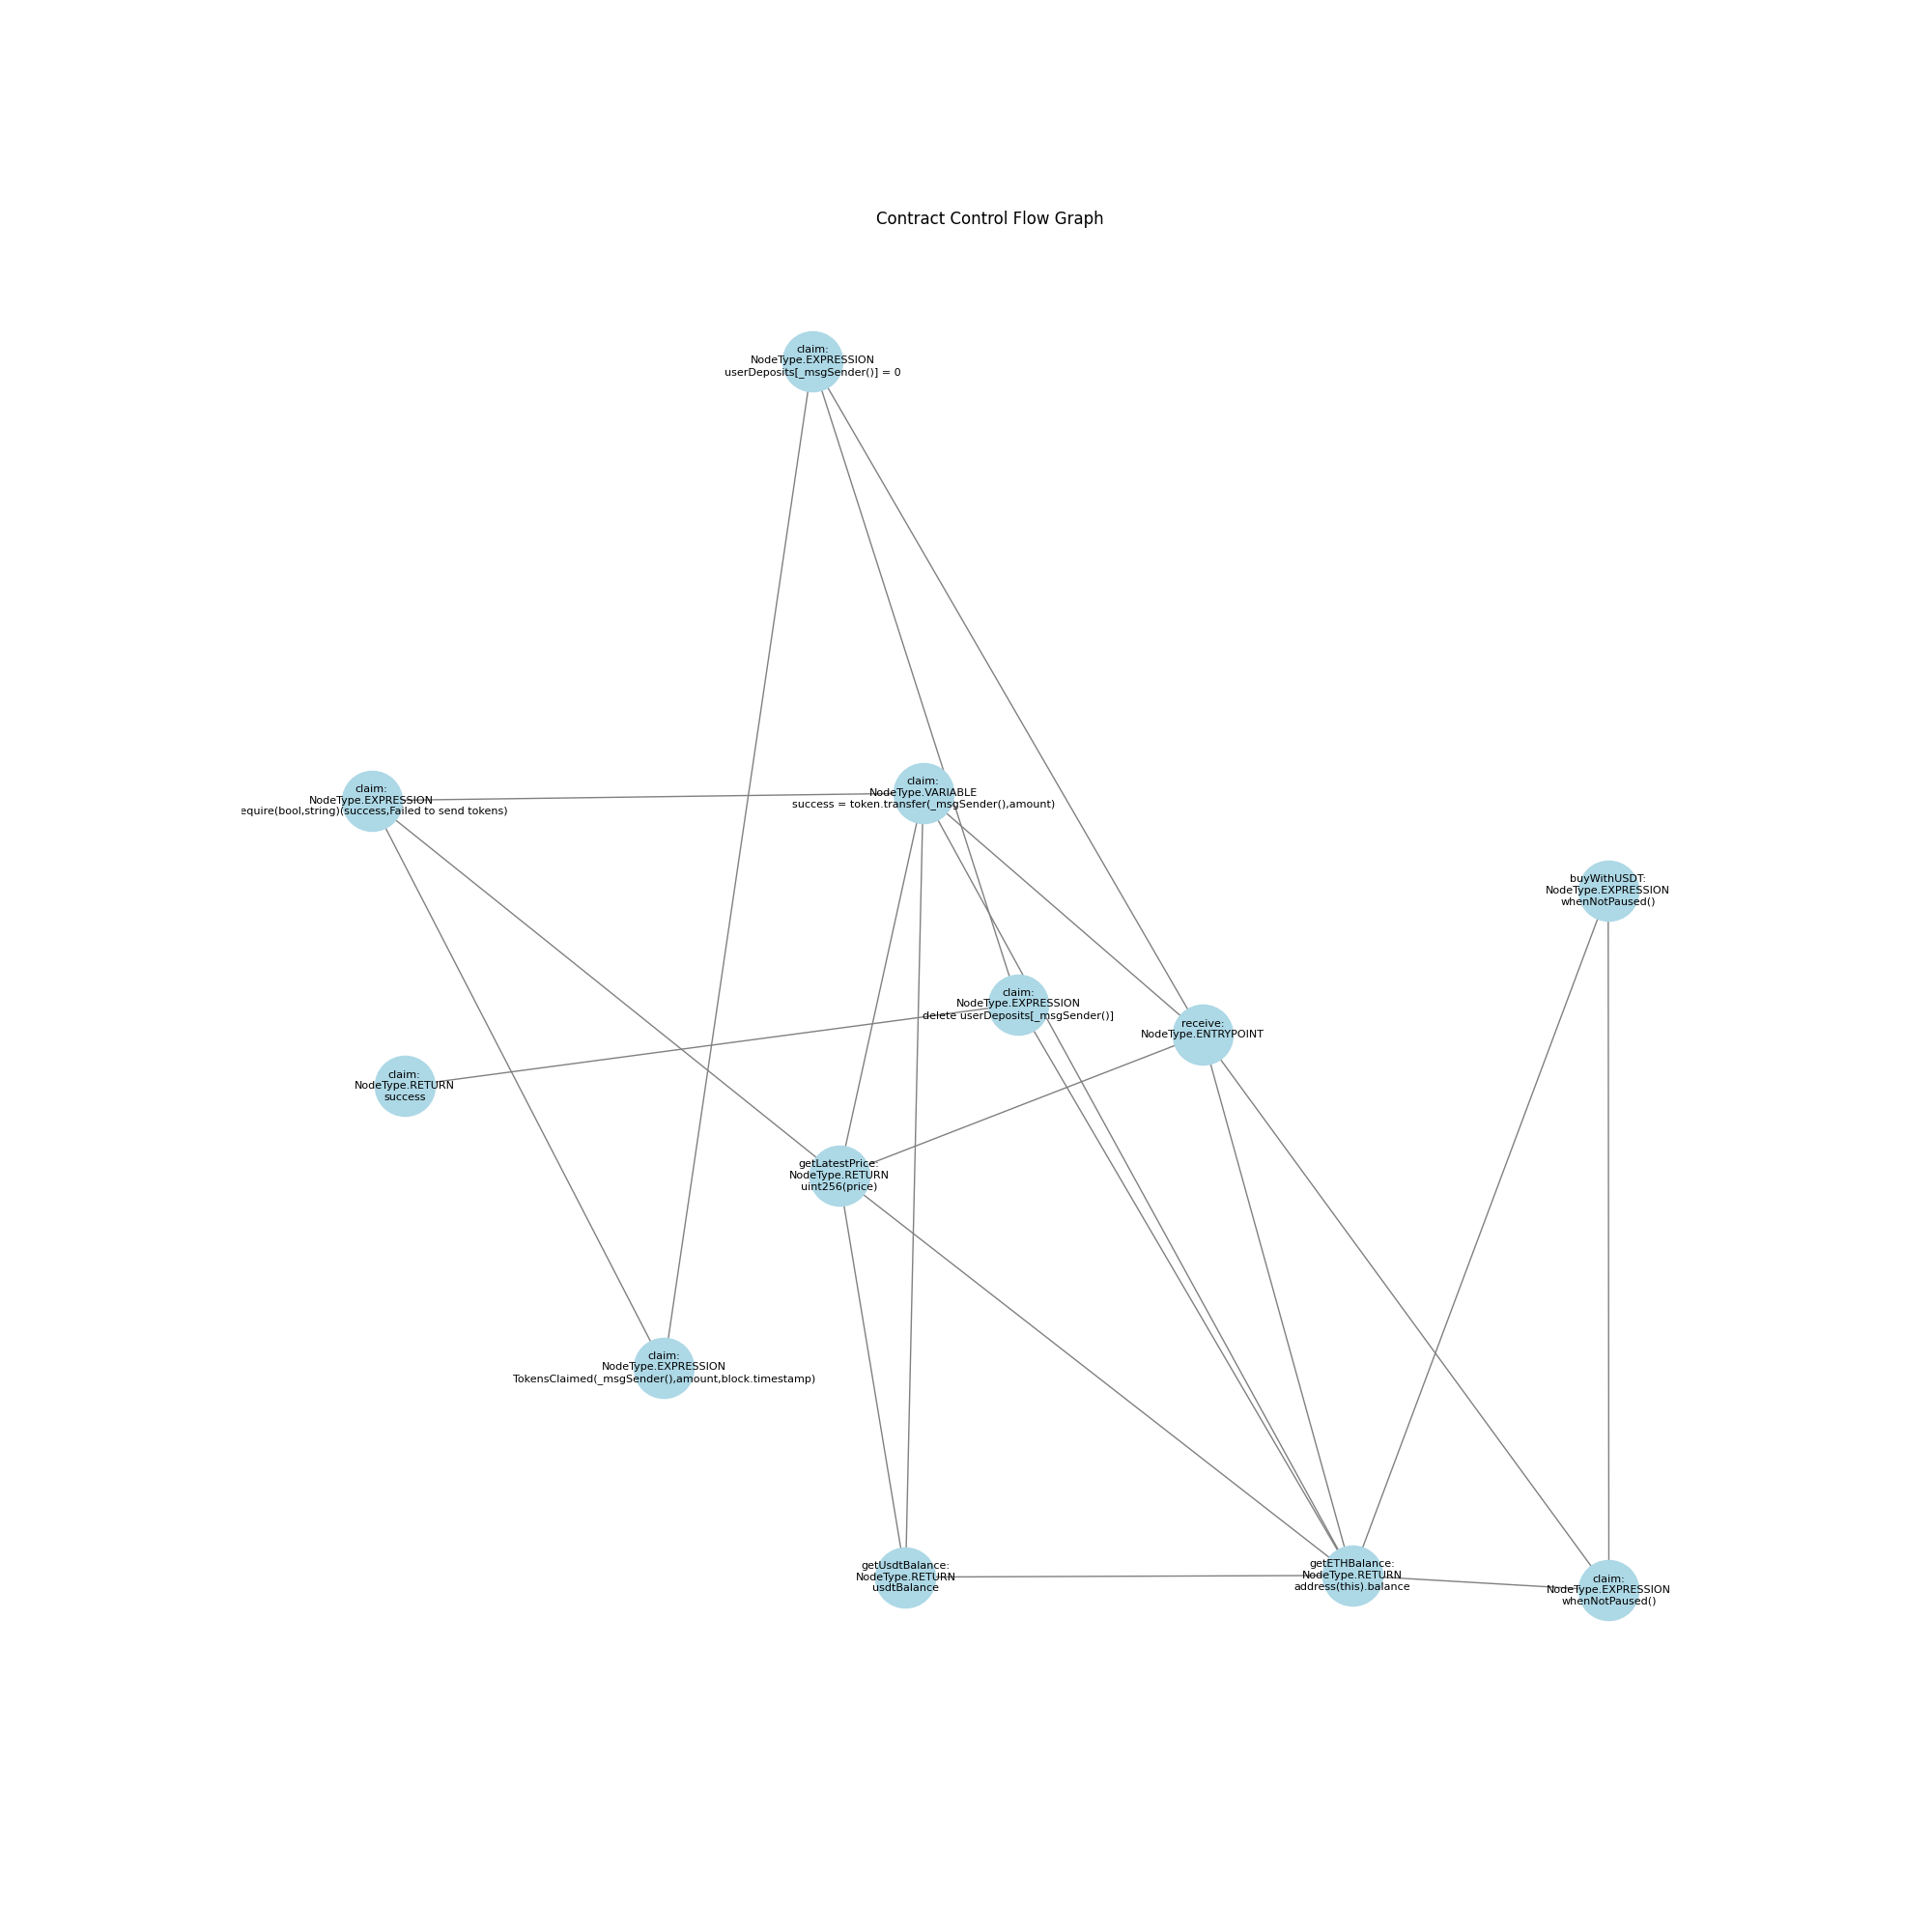 Contract Control Flow Graph
claim:
NodeType.EXPRESSION
userDeposits[_msgSender()] = 0
claim:
NodeType.EXPRESSION
equire(bool,string)(success,Failed to send tokens)
claim:
NodeType.VARIABLE
success = token.transfer(_msgSender(),amount)
buyWithUSDT:
NodeType.EXPRESSION
whenNotPaused()
claim:
NodeType.EXPRESSION
delete userDeposits[_msgSender()]
receive:
NodeType.ENTRYPOINT
claim:
NodeType.RETURN
success
getLatestPrice:
NodeType.RETURN
uint256(price)
claim:
NodeType.EXPRESSION
TokensClaimed(_msgSender(),amount,block.timestamp)
getUsdtBalance:
NodeType.RETURN
usdtBalance
getETHBalance:
NodeType.RETURN
address(this).balance
claim:
NodeType.EXPRESSION
whenNotPaused()